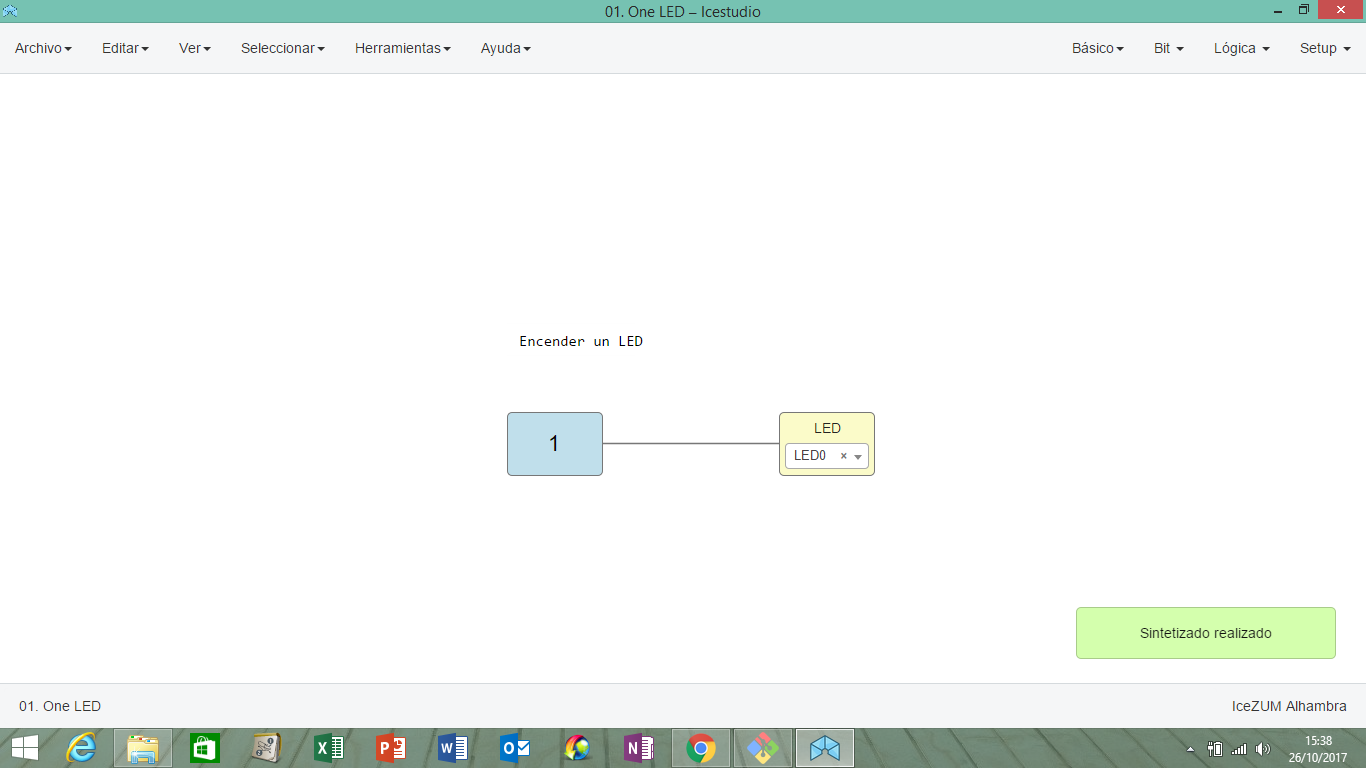 01. One LED – Icestudio
Archivo Editar Ver Seleccionar Herramientas Ayuda Básico Bit Lógica Setup
Encender un LED
1
LED
LED0 ×
Sintetizado realizado
01. One LED IceZUM Alhambra
15:38
26/10/2017